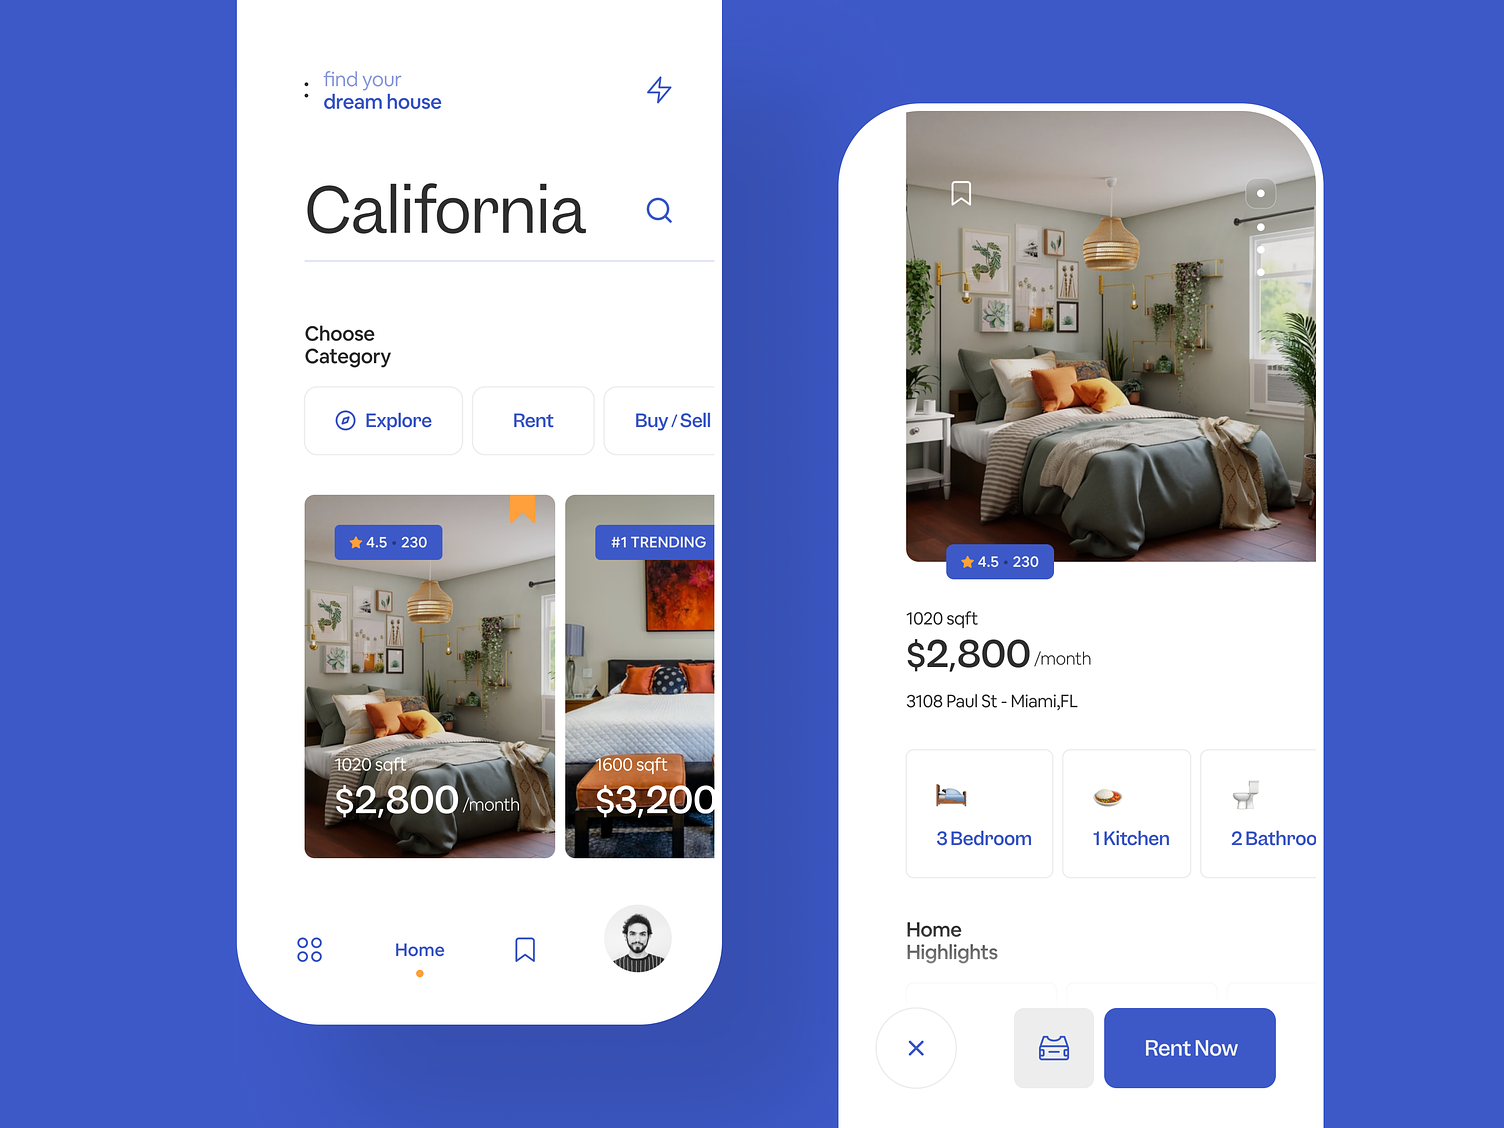 find your
dream house
California
Choose
Category
Explore
Rent
Buy / Sell
4.5 • 230
#1 TRENDING
1020 sqft
$2,800 /month
1600 sqft
$3,200
Home
4.5 • 230
1020 sqft
$2,800 /month
3108 Paul St - Miami,FL
3 Bedroom
1 Kitchen
2 Bathroo
Home
Highlights
Rent Now